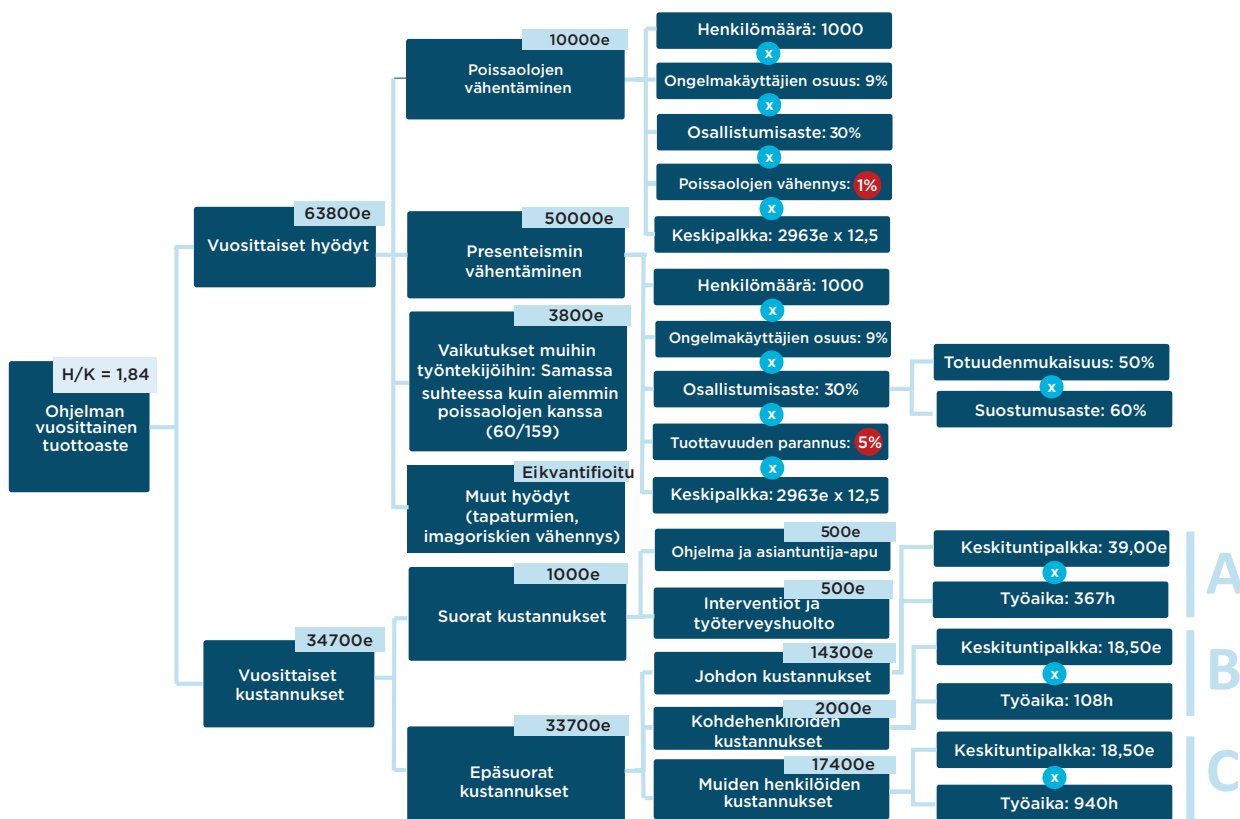 H/K = 1,84
Ohjelman
vuosittainen
tuottoaste
63800e
Vuosittaiset hyödyt
10000e
Poissaolojen
vähentäminen
Henkilömäärä: 1000
x
Ongelmakäyttäjien osuus: 9%
x
Osallistumisaste: 30%
x
Poissaolojen vähennys: 1%
x
Keskipalkka: 2963e x 12,5
50000e
Presenteismin
vähentäminen
Henkilömäärä: 1000
x
Ongelmakäyttäjien osuus: 9%
x
Osallistumisaste: 30%
x
Tuottavuuden parannus: 5%
x
Keskipalkka: 2963e x 12,5
Totuudenmukaisuus: 50%
x
Suostumusaste: 60%
3800e
Vaikutukset muihin
työntekijöihin: Samassa
suhteessa kuin aiemmin
poissaolojen kanssa
(60/159)
Eikvantifioitu
Muut hyödyt
(tapaturmien,
imagoriskien vähennys)
34700e
Vuosittaiset
kustannukset
1000e
Suorat kustannukset
500e
Ohjelma ja asiantuntija-apu
500e
Interventiot ja
työterveyshuolto
33700e
Epäsuorat
kustannukset
14300e
Johdon kustannukset
Keskituntipalkka: 39,00e
x
Työaika: 367h
A
2000e
Kohdehenkilöiden
kustannukset
Keskituntipalkka: 18,50e
x
Työaika: 108h
B
17400e
Muiden henkilöiden
kustannukset
Keskituntipalkka: 18,50e
x
Työaika: 940h
C